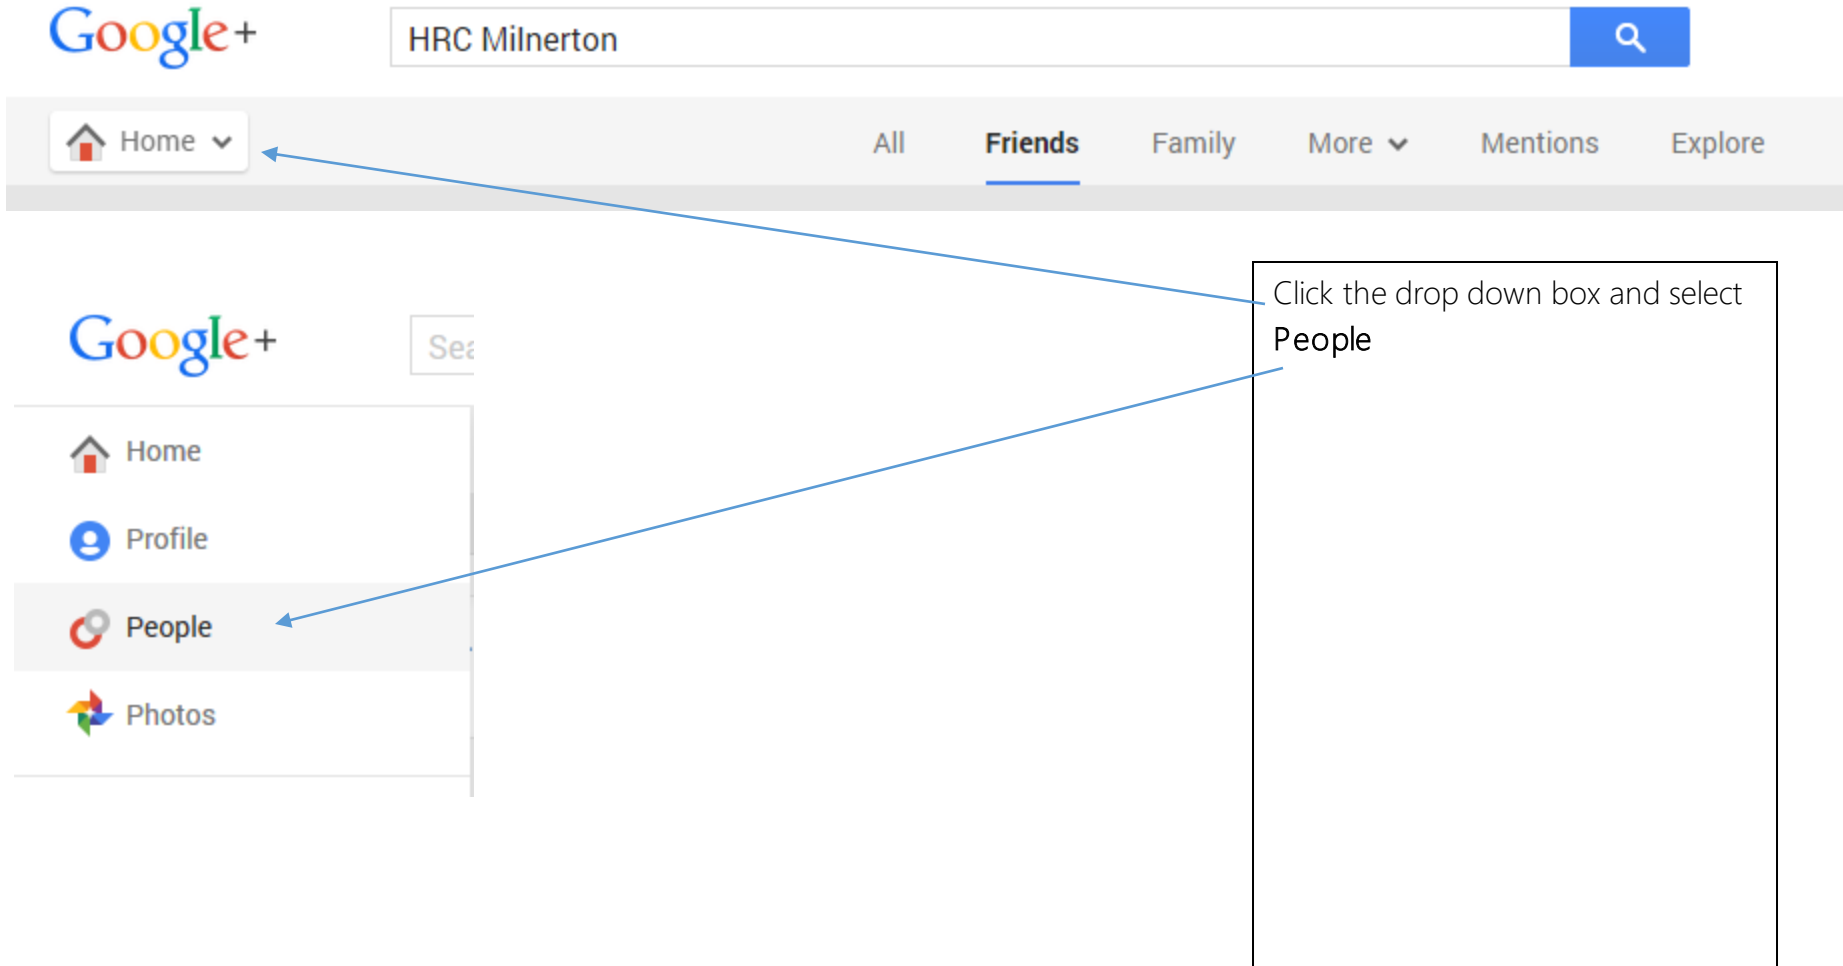 Google+
HRC Milnerton
Home
All Friends Family More Mentions Explore
Click the drop down box and select
People
Google+
Sea
Home
Profile
People
Photos